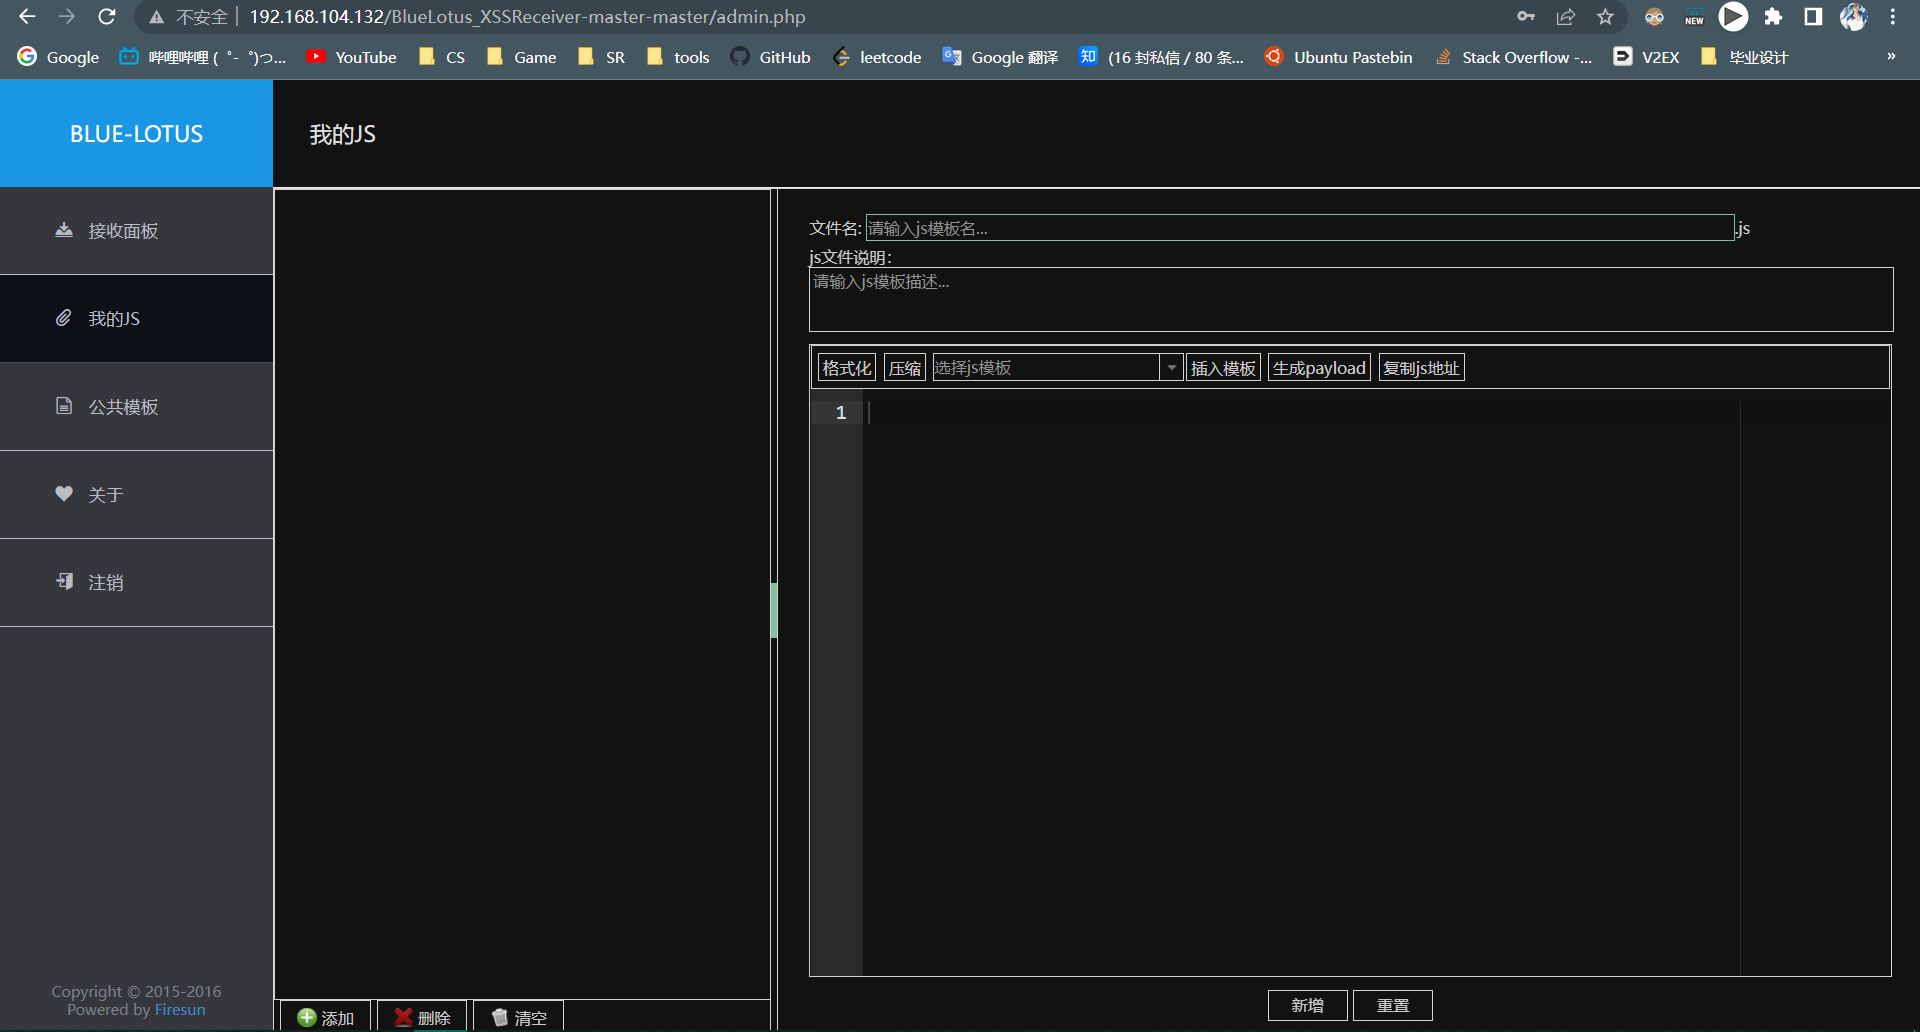 不安全 192.168.104.132/BlueLotus_XSSReceiver-master-master/admin.php
NEW
Google 哔哩哔哩 (゜-゜)つ... YouTube CS Game SR tools GitHub leetcode Google 翻译 知 (16 封私信 / 80 条... Ubuntu Pastebin Stack Overflow -... V2EX 毕业设计 »
BLUE-LOTUS
我的JS
接收面板
我的JS
公共模板
关于
注销
Copyright © 2015-2016
Powered by Firesun
添加 删除 清空
文件名: 请输入js模板名... .js
js文件说明:
请输入js模板描述...
格式化 压缩 选择js模板 插入模板 生成payload 复制js地址
1
新增 重置